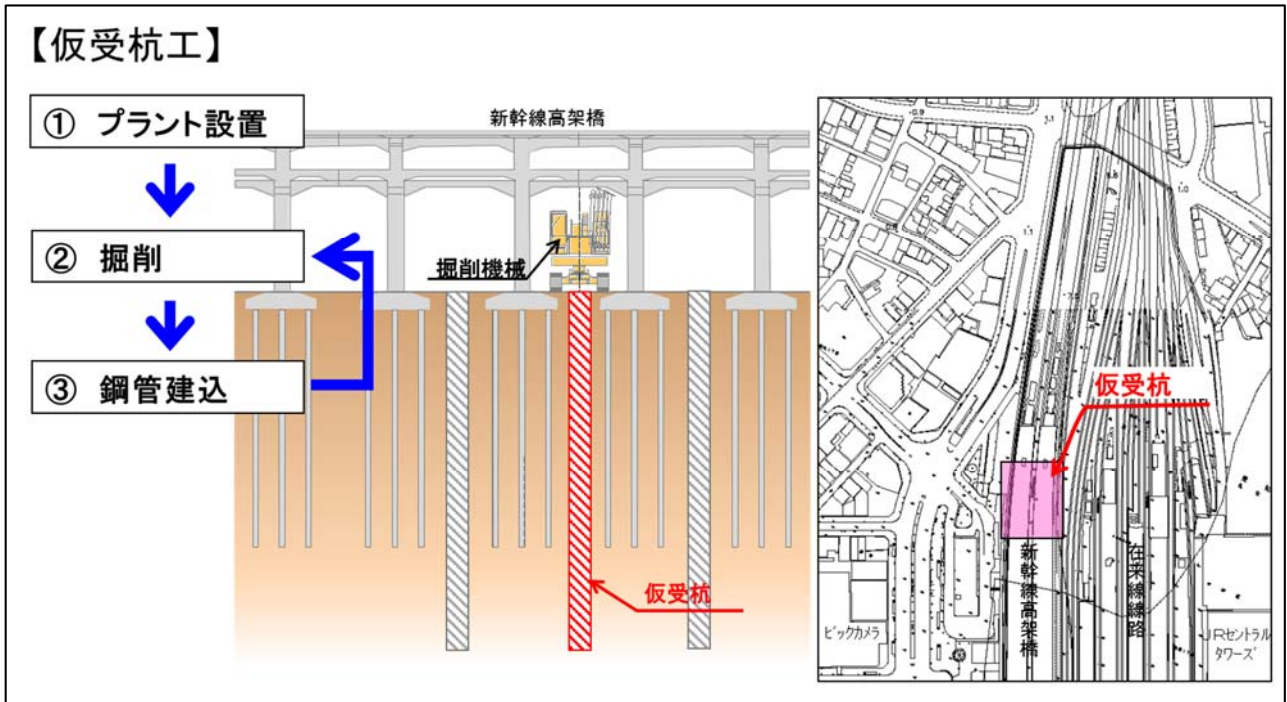 【仮受杭工】
① プラント設置
② 掘削
③ 鋼管建込
新幹線高架橋
掘削機械
仮受杭
仮受杭
新幹線高架橋
在来線線路
ビックカメラ
JRセントラル
タワーズ